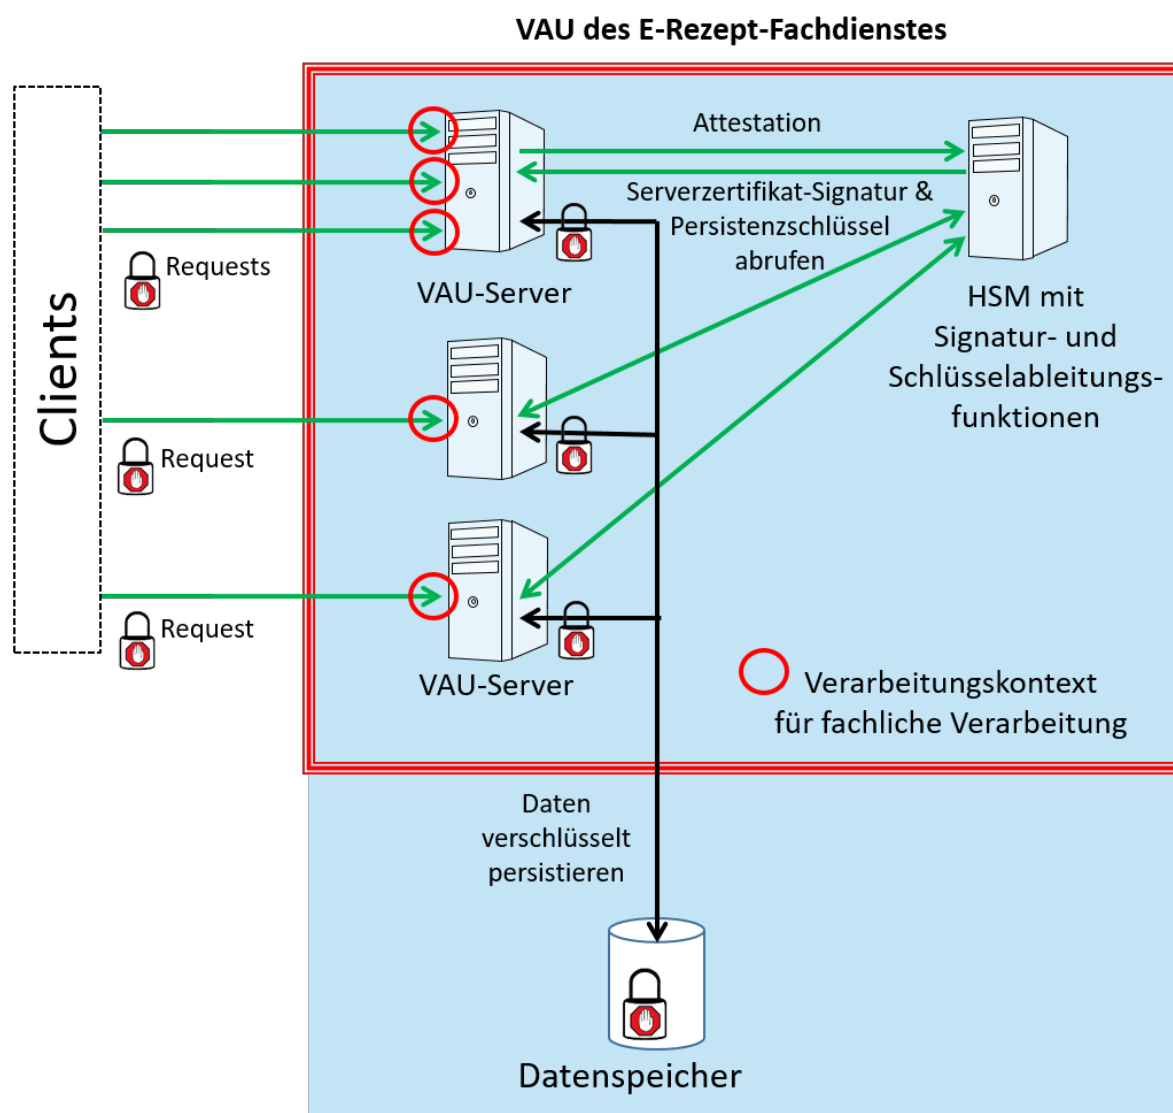 VAU des E-Rezept-Fachdienstes
Attestation
Serverzertifikat-Signatur &
Persistenzschlüssel
abrufen
Requests
VAU-Server
HSM mit
Signatur- und
Schlüsselableitungs-
funktionen
Clients
Request
Request
VAU-Server
Verarbeitungskontext
für fachliche Verarbeitung
Daten
verschlüsselt
persistieren
Datenspeicher